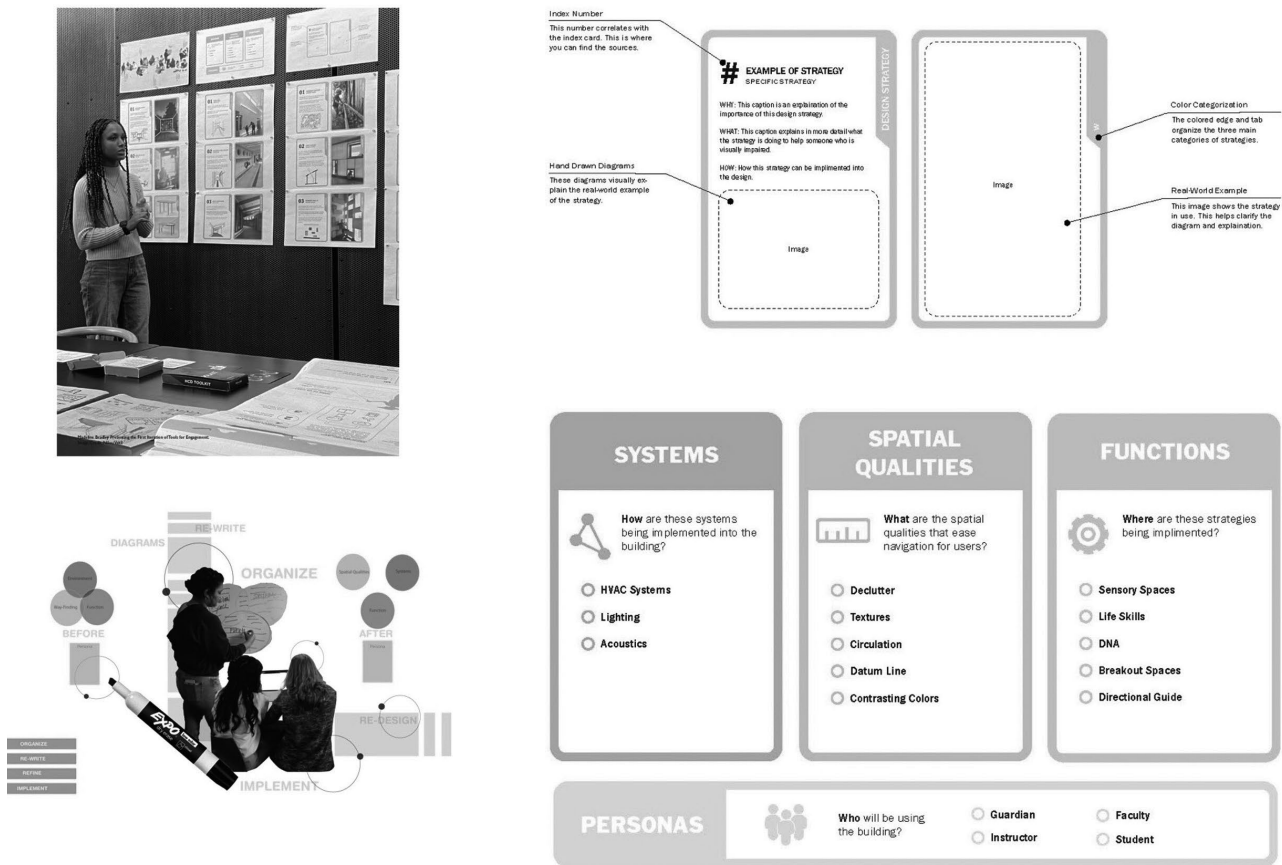 Index Number
This number correlates with
the index card. This is where
you can find the sources.
Hand Drawn Diagrams
These diagrams visually ex-
plain the real-world example
of the strategy.
# EXAMPLE OF STRATEGY
SPECIFIC STRATEGY
WHY: This caption is an explaination of the
importance of this design strategy.
WHAT: This caption explains in more detail what
the strategy is doing to help someone who is
visually impaired.
HOW: How this strategy can be implimented into
the design.
Image
DESIGN STRATEGY
Image
Color Categorization
The colored edge and tab
organize the three main
categories of strategies.
Real-World Example
This image shows the strategy
in use. This helps clarify the
diagram and explaination.
01
01
01
02
02
03
03
HCD TOOLKIT
RE-WRITE
DIAGRAMS
ORGANIZE
BEFORE
AFTER
EXPO
RE-DESIGN
IMPLEMENT
ORGANIZE
RE-WRITE
REFINE
IMPLEMENT
SYSTEMS
How are these systems
being implemented into the
building?
HVAC Systems
Lighting
Acoustics
SPATIAL
QUALITIES
What are the spatial
qualities that ease
navigation for users?
Declutter
Textures
Circulation
Datum Line
Contrasting Colors
FUNCTIONS
Where are these strategies
being implimented?
Sensory Spaces
Life Skills
DNA
Breakout Spaces
Directional Guide
PERSONAS
Who will be using
the building?
Guardian
Instructor
Faculty
Student